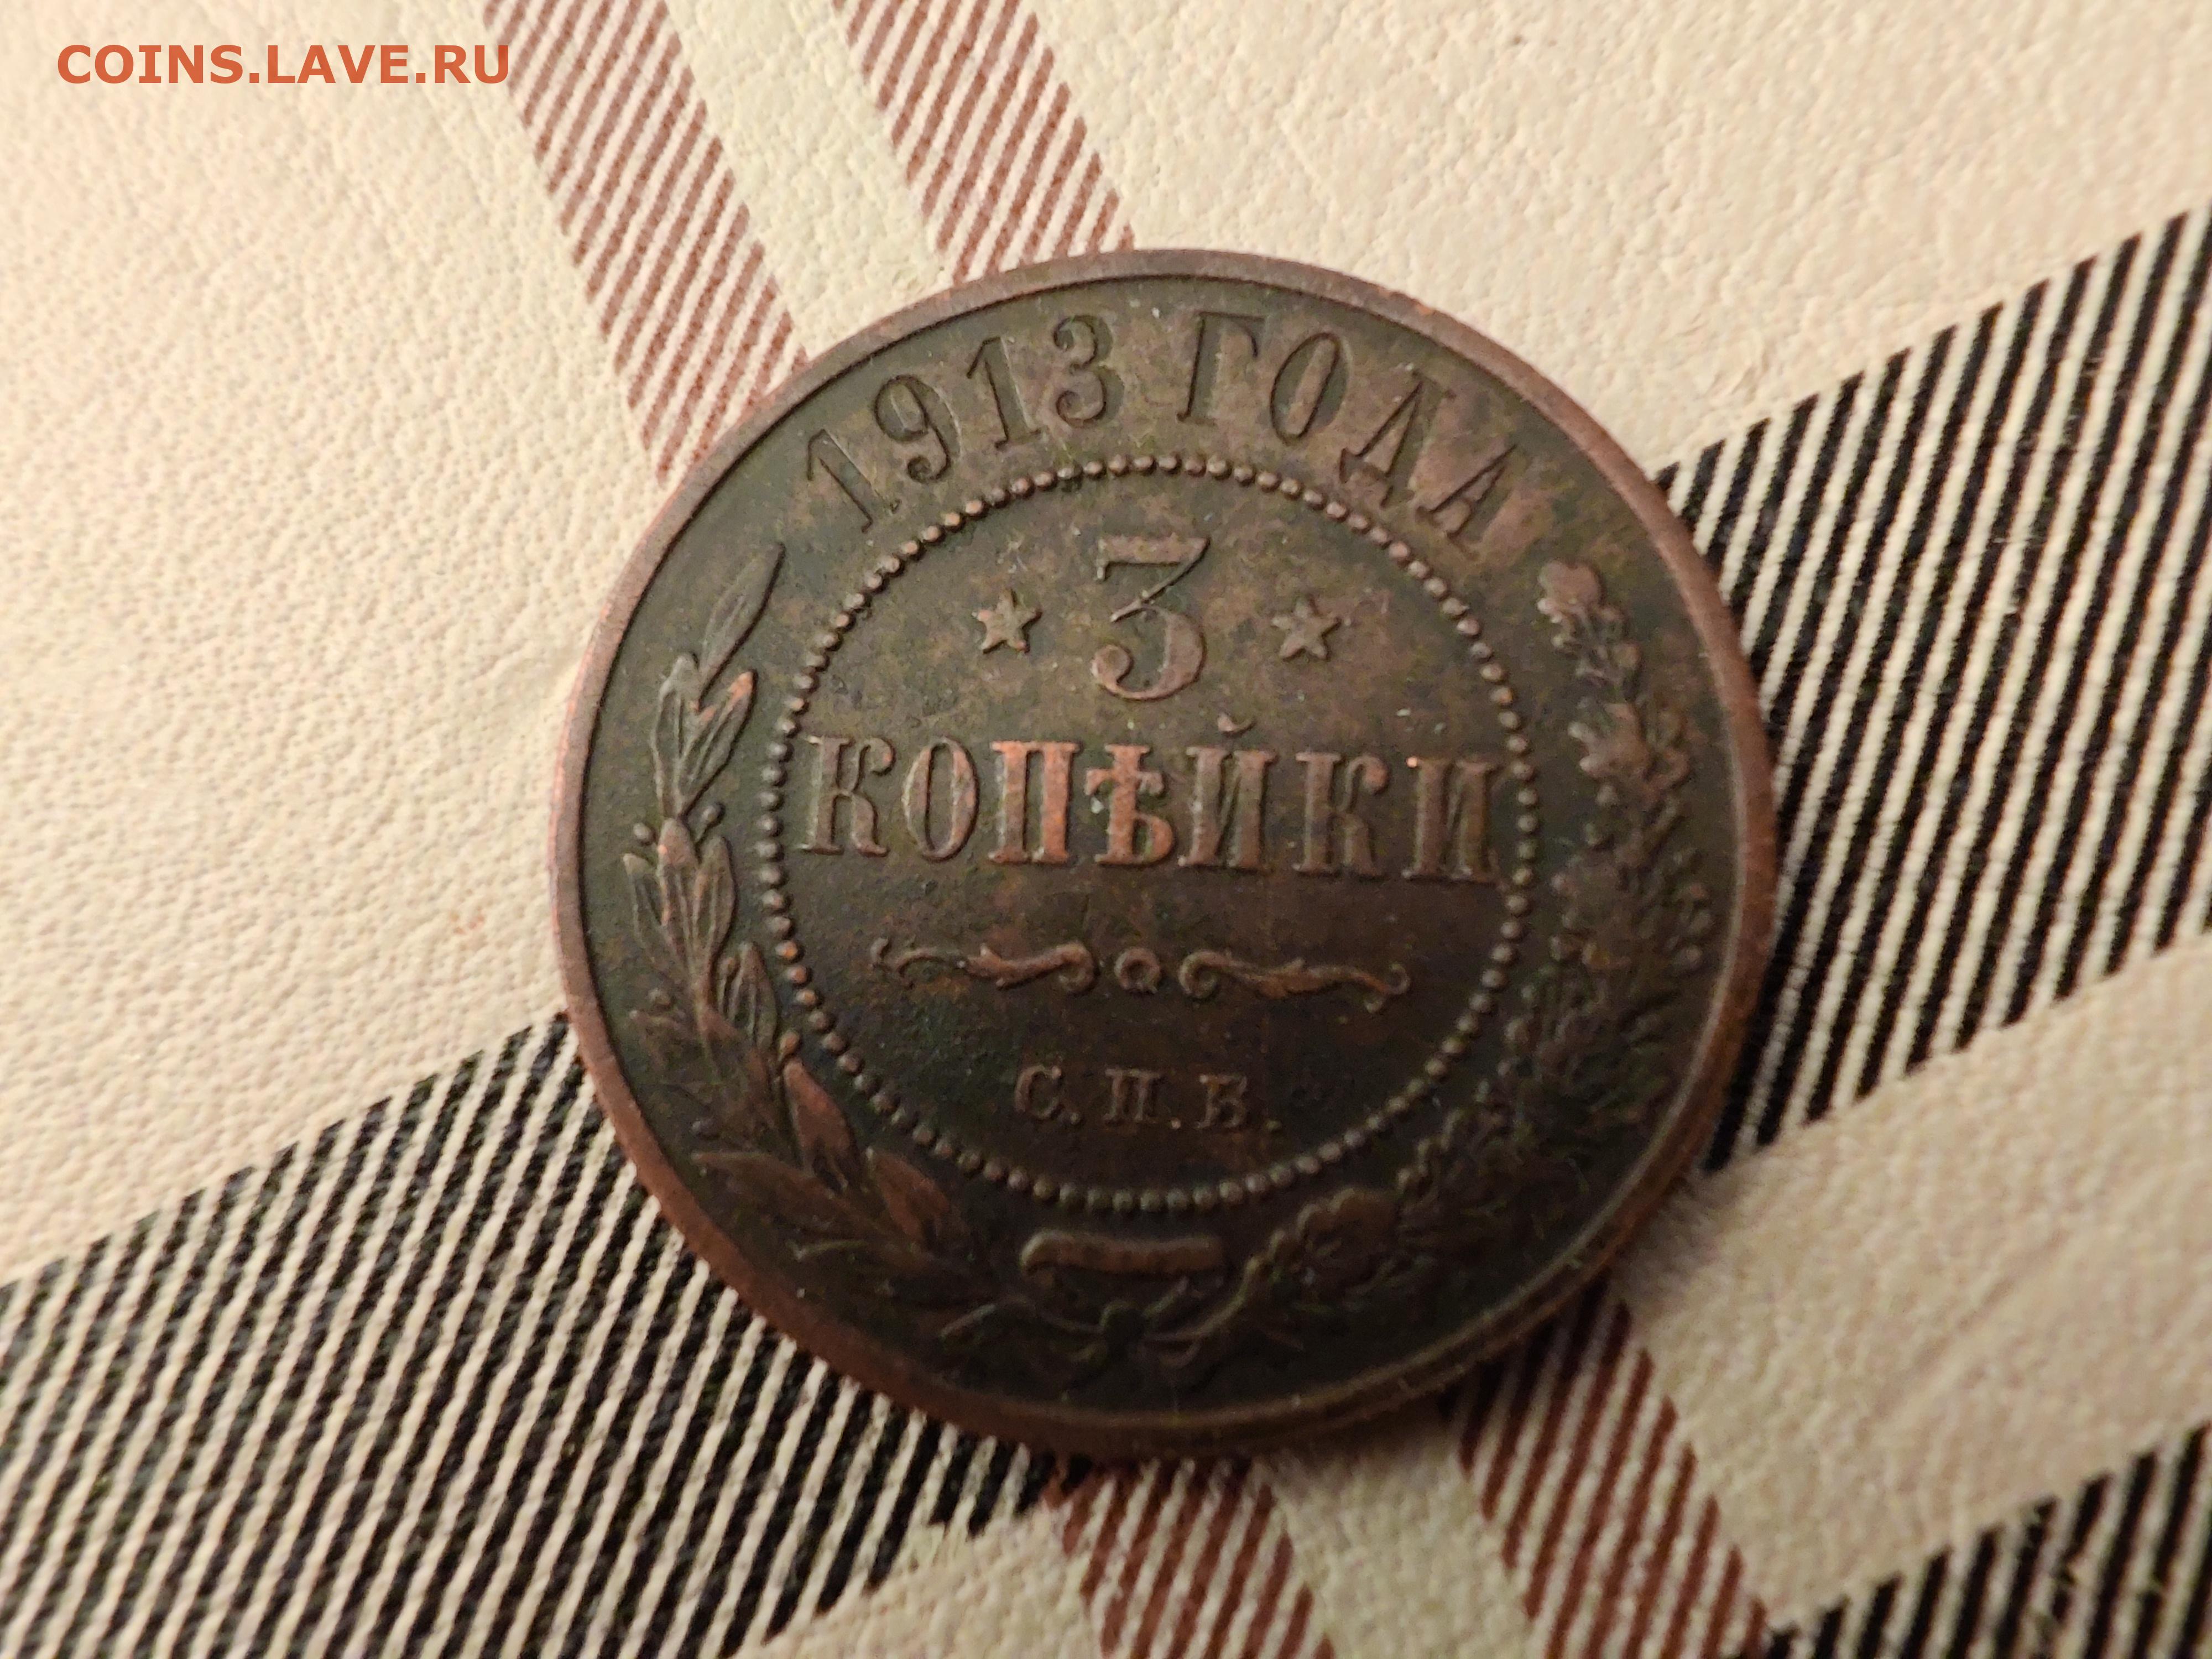 COINS.LAVE.RU
1913 ГОДА
3
КОПѢЙКИ
С.П.Б.